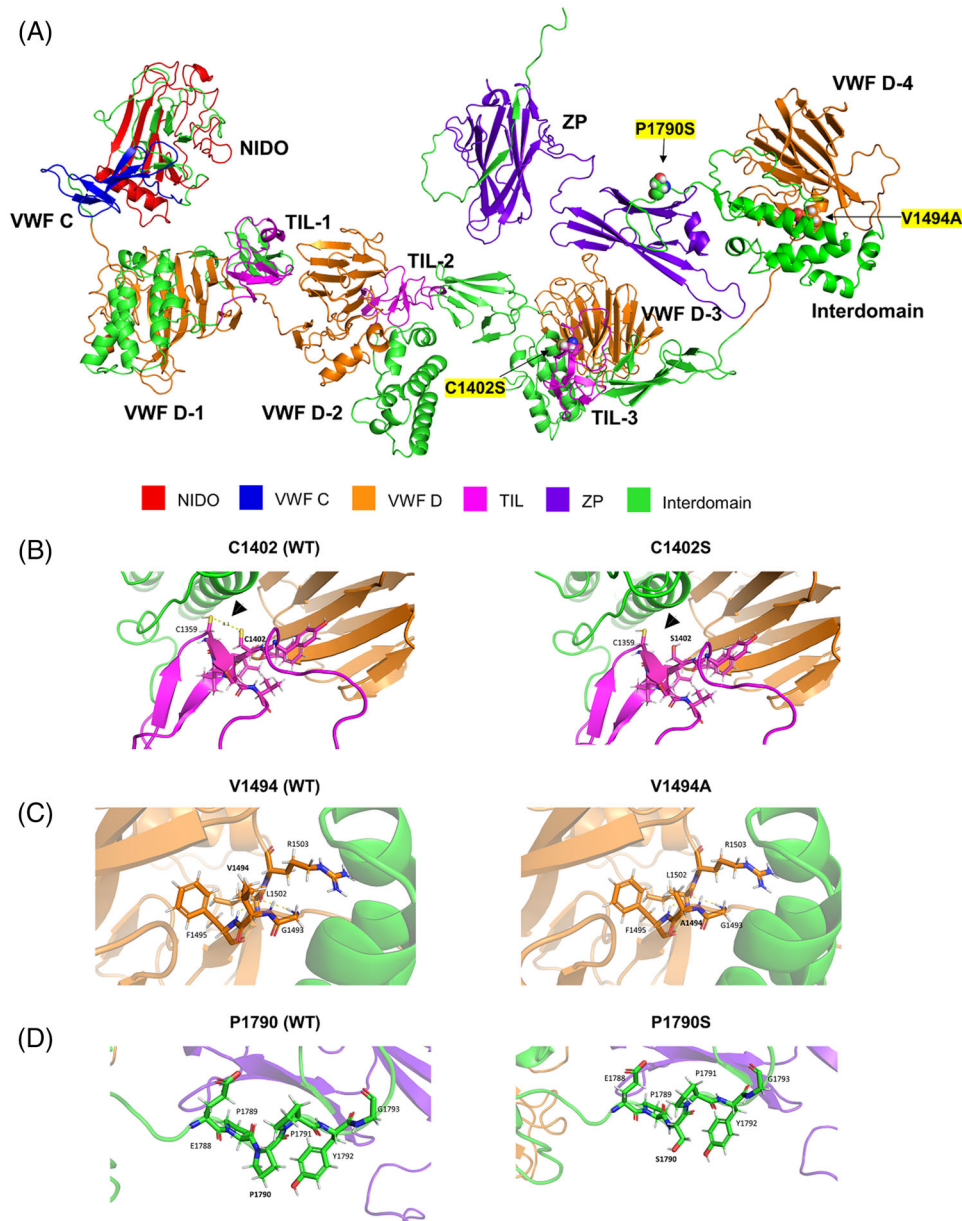 (A)
NIDO
VWF C
TIL-1
TIL-2
VWF D-1
VWF D-2
ZP
P1790S
VWF D-4
V1494A
Interdomain
VWF D-3
C1402S
TIL-3
NIDO VWF C VWF D TIL ZP Interdomain
(B)
C1402 (WT)
C1359
C1402
C1402S
C1359
S1402
(C)
V1494 (WT)
R1503
V1494
L1502
F1495
G1493
V1494A
R1503
L1502
F1495
A1494
G1493
(D)
P1790 (WT)
E1788
P1789
P1790
P1791
Y1792
G1793
P1790S
E1788
P1789
S1790
P1791
Y1792
G1793